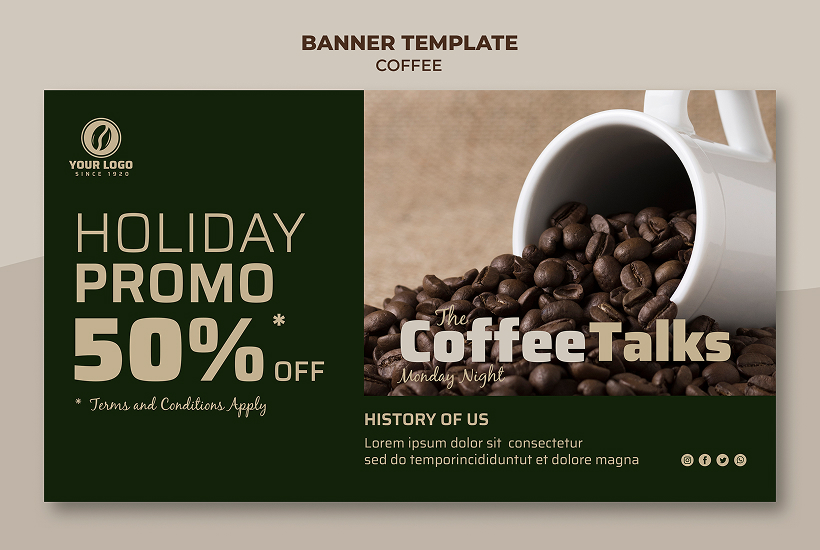 BANNER TEMPLATE
COFFEE
YOUR LOGO
SINCE 1920
HOLIDAY
PROMO
50%*
OFF
* Terms and Conditions Apply
The
CoffeeTalks
Monday Night
HISTORY OF US
Lorem ipsum dolor sit consectetur
sed do temporincididuntut et dolore magna